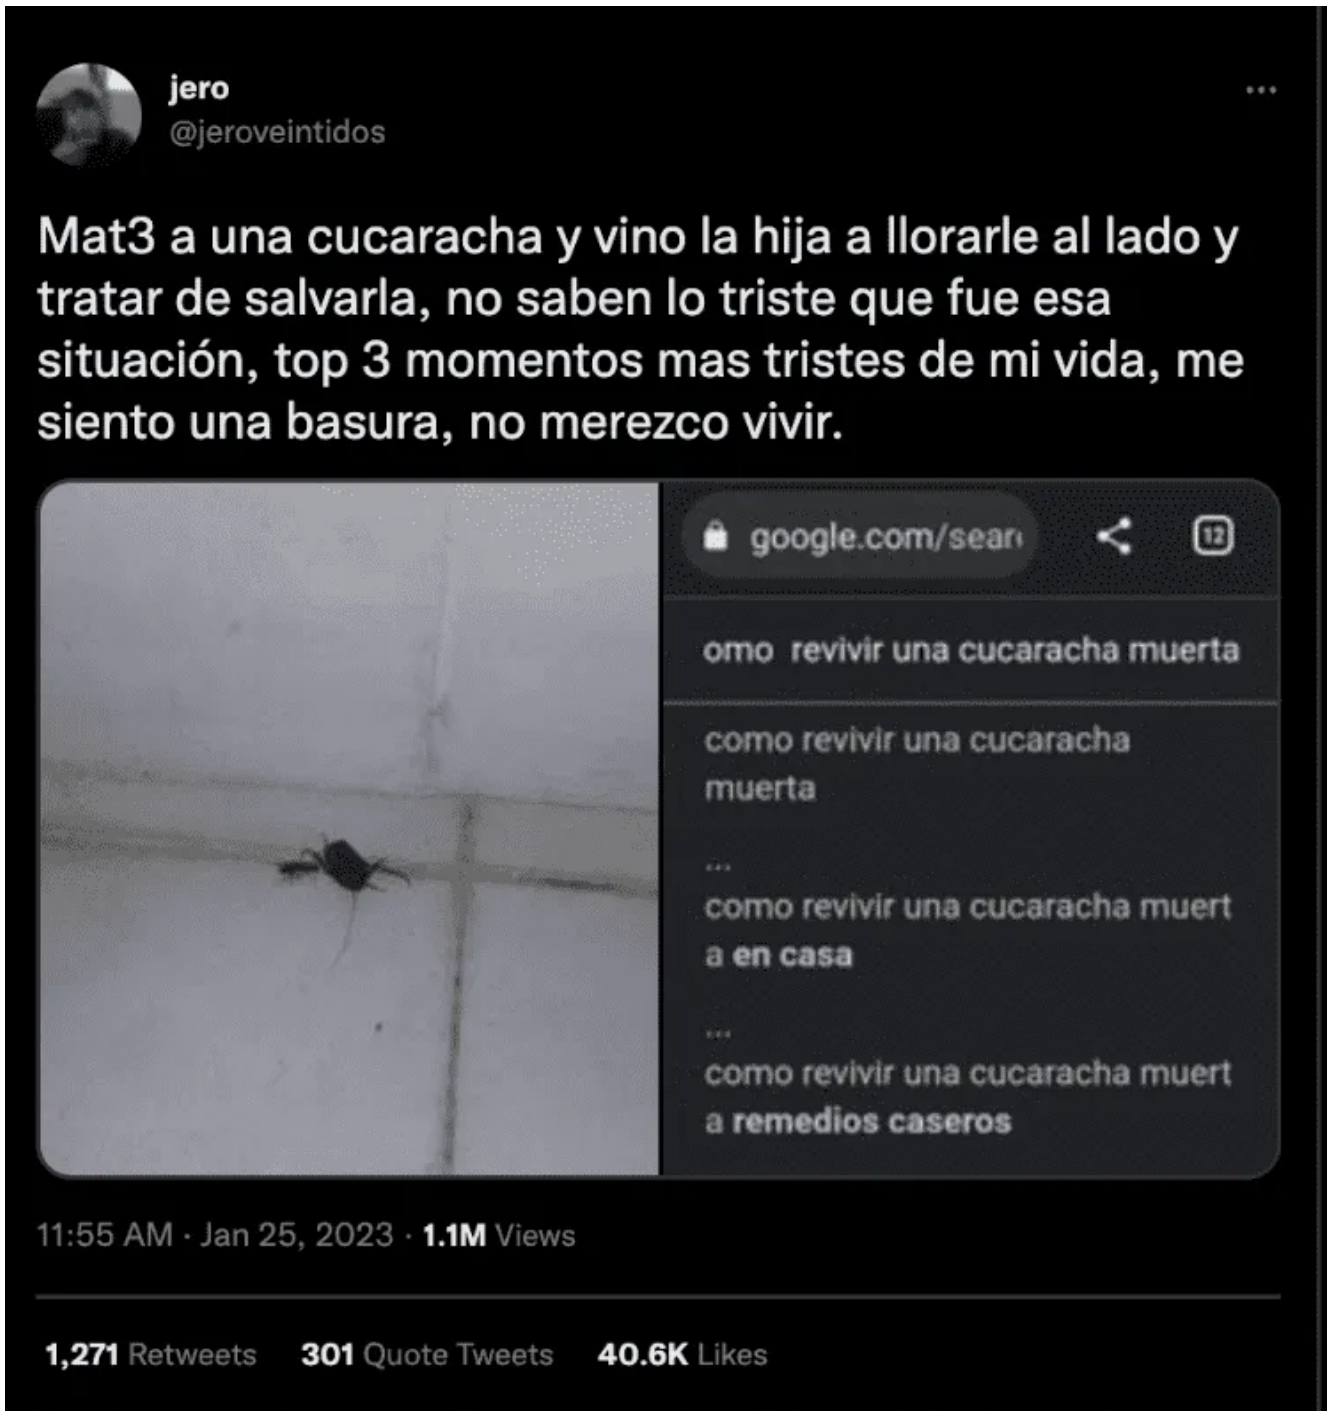 jero
@jeroveintidos
Mat3 a una cucaracha y vino la hija a llorarle al lado y
tratar de salvarla, no saben lo triste que fue esa
situación, top 3 momentos mas tristes de mi vida, me
siento una basura, no merezco vivir.
google.com/sear
12
omo revivir una cucaracha muerta
como revivir una cucaracha
muerta
...
como revivir una cucaracha muert
a en casa
...
como revivir una cucaracha muert
a remedios caseros
11:55 AM · Jan 25, 2023 · 1.1M Views
1,271 Retweets 301 Quote Tweets 40.6K Likes